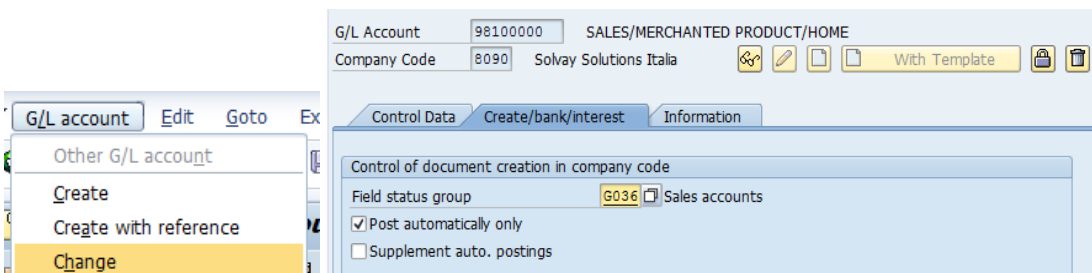 G/L account Edit Goto Ex
Other G/L account
Create
Create with reference
Change
G/L Account 98100000 SALES/MERCHANTED PRODUCT/HOME
Company Code 8090 Solvay Solutions Italia With Template
Control Data Create/bank/interest Information
Control of document creation in company code
Field status group G036 Sales accounts
Post automatically only
Supplement auto. postings